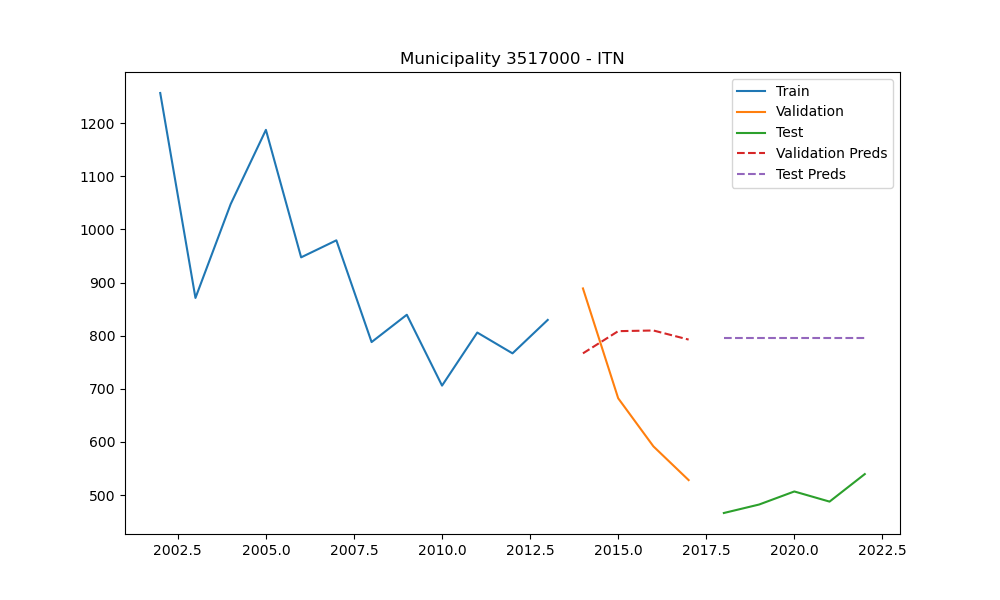 Municipality 3517000 - ITN
Train
Validation
Test
Validation Preds
Test Preds
1200
1100
1000
900
800
700
600
500
2002.5 2005.0 2007.5 2010.0 2012.5 2015.0 2017.5 2020.0 2022.5